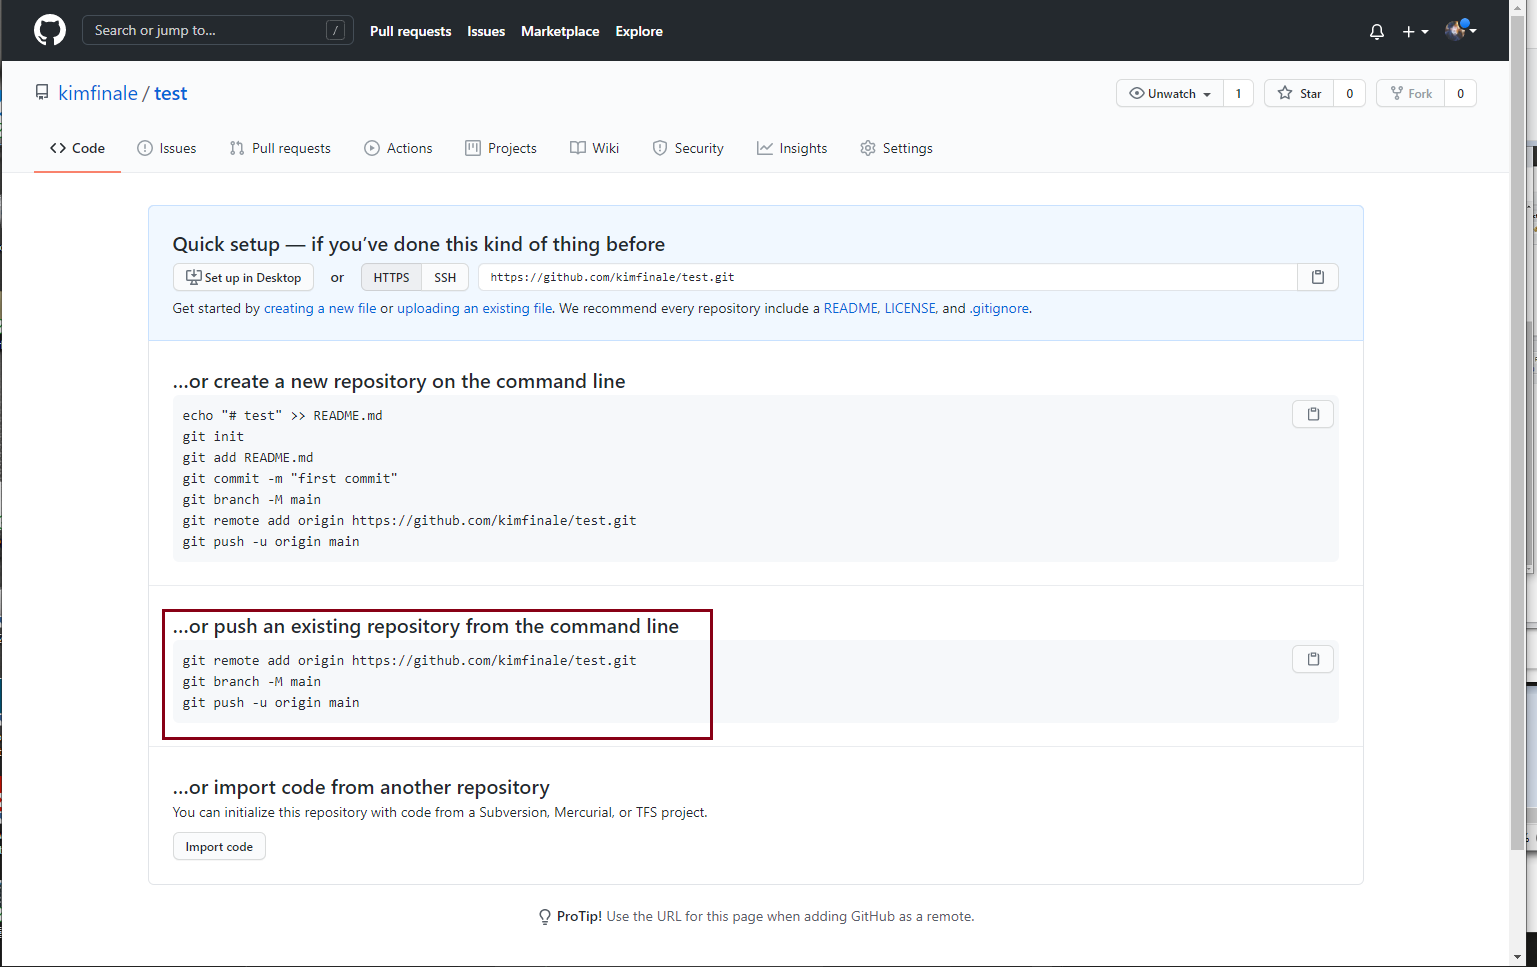 Search or jump to... /
Pull requests Issues Marketplace Explore
kimfinale / test
Unwatch 1 Star 0 Fork 0
Code Issues Pull requests Actions Projects Wiki Security Insights Settings
Quick setup — if you've done this kind of thing before
Set up in Desktop or HTTPS SSH https://github.com/kimfinale/test.git
Get started by creating a new file or uploading an existing file. We recommend every repository include a README, LICENSE, and .gitignore.
…or create a new repository on the command line
echo "# test" >> README.md
git init
git add README.md
git commit -m "first commit"
git branch -M main
git remote add origin https://github.com/kimfinale/test.git
git push -u origin main
…or push an existing repository from the command line
git remote add origin https://github.com/kimfinale/test.git
git branch -M main
git push -u origin main
…or import code from another repository
You can initialize this repository with code from a Subversion, Mercurial, or TFS project.
Import code
ProTip! Use the URL for this page when adding GitHub as a remote.